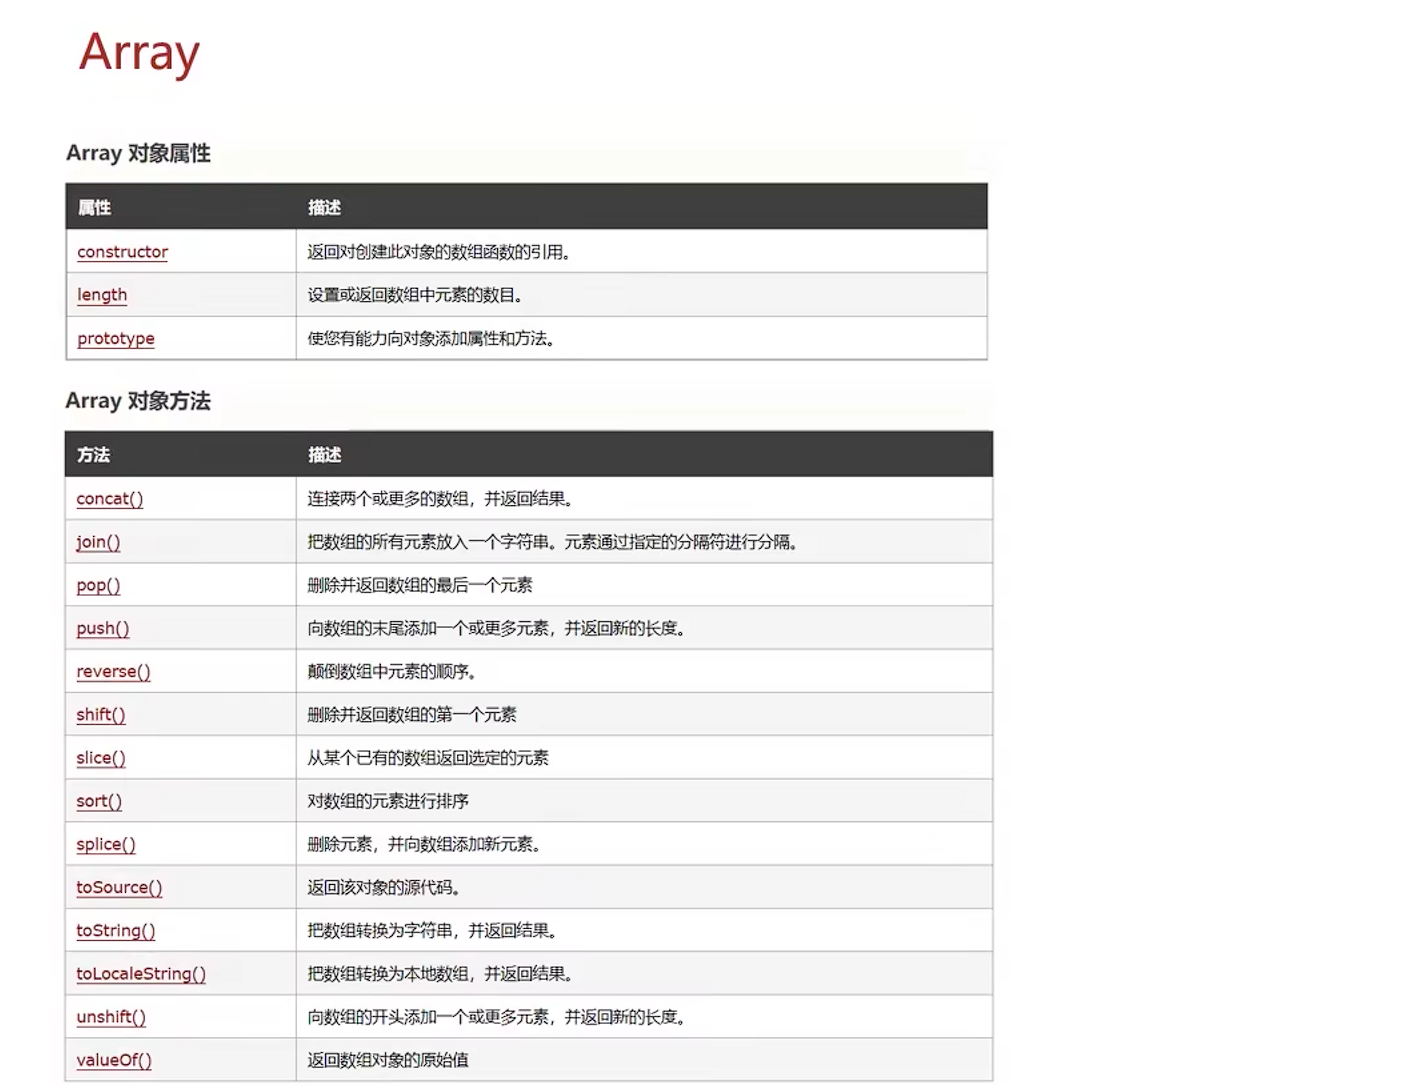 Array
Array 对象属性
属性 描述
constructor 返回对创建此对象的数组函数的引用。
length 设置或返回数组中元素的数目。
prototype 使您有能力向对象添加属性和方法。
Array 对象方法
方法 描述
concat() 连接两个或更多的数组，并返回结果。
join() 把数组的所有元素放入一个字符串。元素通过指定的分隔符进行分隔。
pop() 删除并返回数组的最后一个元素
push() 向数组的末尾添加一个或更多元素，并返回新的长度。
reverse() 颠倒数组中元素的顺序。
shift() 删除并返回数组的第一个元素
slice() 从某个已有的数组返回选定的元素
sort() 对数组的元素进行排序
splice() 删除元素，并向数组添加新元素。
toSource() 返回该对象的源代码。
toString() 把数组转换为字符串，并返回结果。
toLocaleString() 把数组转换为本地数组，并返回结果。
unshift() 向数组的开头添加一个或更多元素，并返回新的长度。
valueOf() 返回数组对象的原始值